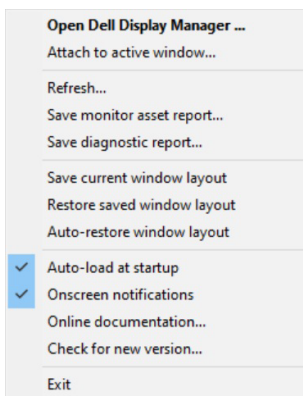 Open Dell Display Manager ...
Attach to active window...
Refresh...
Save monitor asset report...
Save diagnostic report...
Save current window layout
Restore saved window layout
Auto-restore window layout
Auto-load at startup
Onscreen notifications
Online documentation...
Check for new version...
Exit